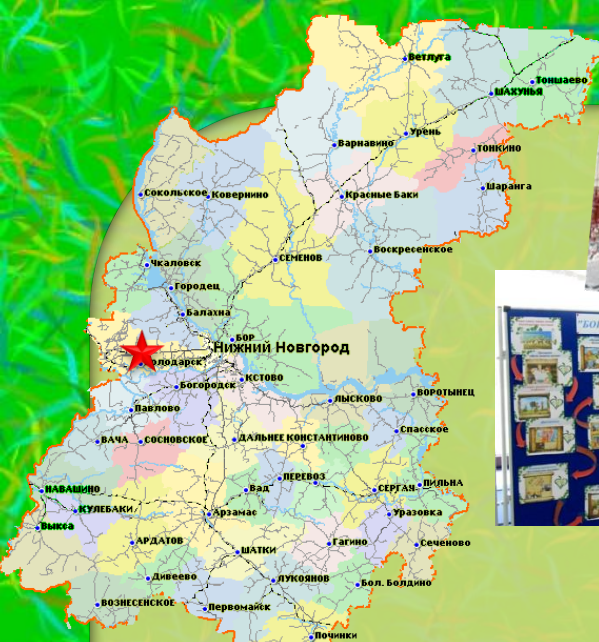 Ветлуга
Тоншаево
ШАХУНЬЯ
Урень
Варнавино
ТОНКИНО
Шаранга
Сокольское
Ковернино
Красные Баки
Воскресенское
СЕМЕНОВ
Чкаловск
Городец
Балахна
БОР
Нижний Новгород
Володарск
КСТОВО
Богородск
ВОРОТЫНЕЦ
ЛЫСКОВО
Павлово
Спасское
ВАЧА
СОСНОВСКОЕ
ДАЛЬНЕЕ КОНСТАНТИНОВО
ПЕРЕВОЗ
ПИЛЬНА
НАВАШИНО
Вад
СЕРГАЧ
КУЛЕБАКИ
Арзамас
Уразовка
Выкса
АРДАТОВ
ШАТКИ
Гагино
Сеченово
Дивеево
ЛУКОЯНОВ
Бол. Болдино
ВОЗНЕСЕНСКОЕ
Первомайск
Починки